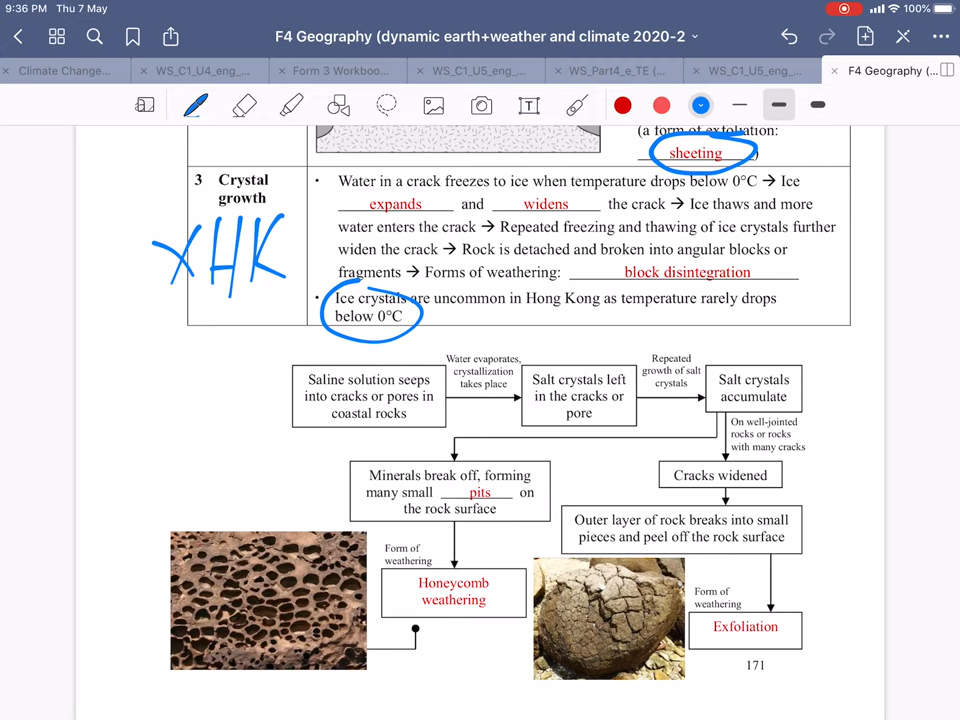 9:36 PM Thu 7 May
100%
F4 Geography (dynamic earth+weather and climate 2020-2
Climate Change...
WS_C1_U4_eng_...
Form 3 Workboo...
WS_C1_U5_eng_...
WS_Part4_e_TE (...
WS_C1_U5_eng_...
F4 Geography (...
(a form of exfoliation:
sheeting)
3 Crystal
growth
XHK
• Water in a crack freezes to ice when temperature drops below 0°C → Ice
expands and widens the crack → Ice thaws and more
water enters the crack → Repeated freezing and thawing of ice crystals further
widen the crack → Rock is detached and broken into angular blocks or
fragments → Forms of weathering: block disintegration
• Ice crystals are uncommon in Hong Kong as temperature rarely drops
below 0°C
Saline solution seeps
into cracks or pores in
coastal rocks
Water evaporates,
crystallization
takes place
Salt crystals left
in the cracks or
pore
Repeated
growth of salt
crystals
Salt crystals
accumulate
On well-jointed
rocks or rocks
with many cracks
Minerals break off, forming
many small pits on
the rock surface
Cracks widened
Outer layer of rock breaks into small
pieces and peel off the rock surface
Form of
weathering
Honeycomb
weathering
Form of
weathering
Exfoliation
171